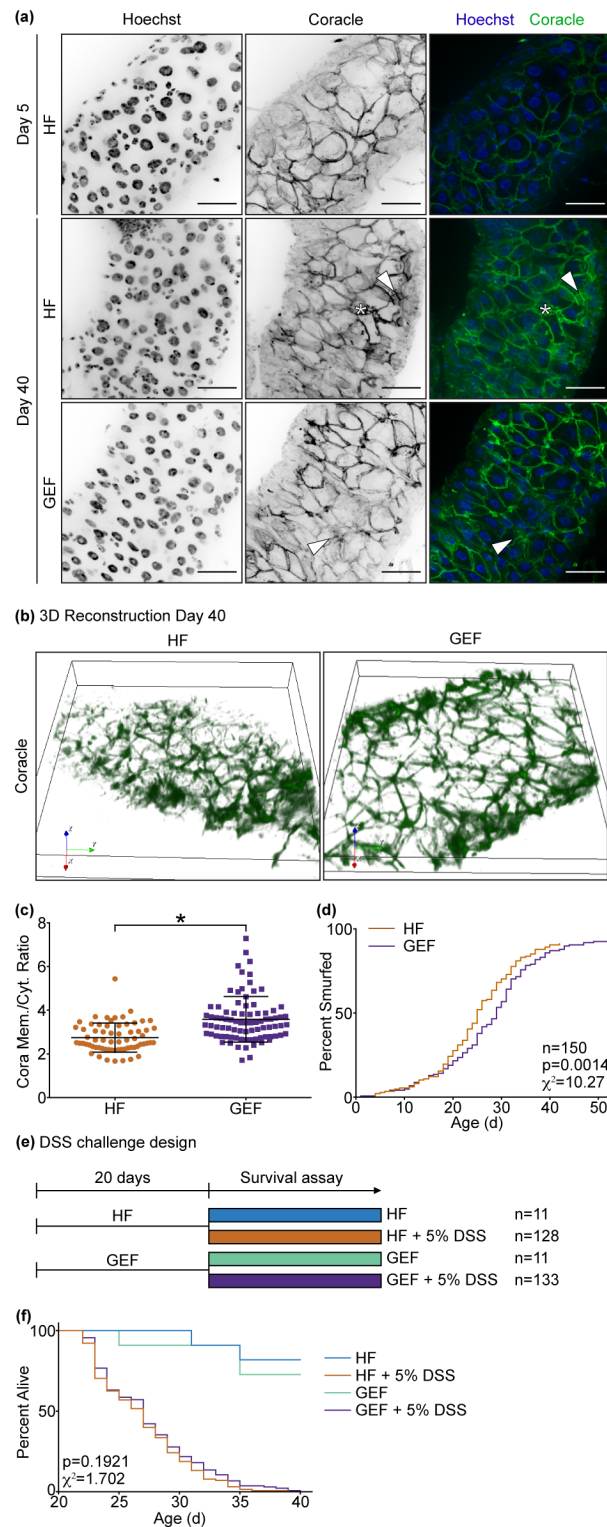 (a)
Hoechst Coracle Hoechst Coracle
Day 5
HF
*
*
Day 40
HF
GEF
(b) 3D Reconstruction Day 40
HF GEF
Coracle
(c)
*
Cora Mem./Cyt. Ratio
8
6
4
2
0
HF GEF
(d)
HF
GEF
Percent Smurfed
100
50
0
n=150
p=0.0014
χ²=10.27
0 10 20 30 40 50
Age (d)
(e) DSS challenge design
20 days Survival assay
HF HF n=11
HF + 5% DSS n=128
GEF GEF n=11
GEF + 5% DSS n=133
(f)
Percent Alive
100
50
0
HF
HF + 5% DSS
GEF
GEF + 5% DSS
p=0.1921
χ²=1.702
20 25 30 35 40
Age (d)